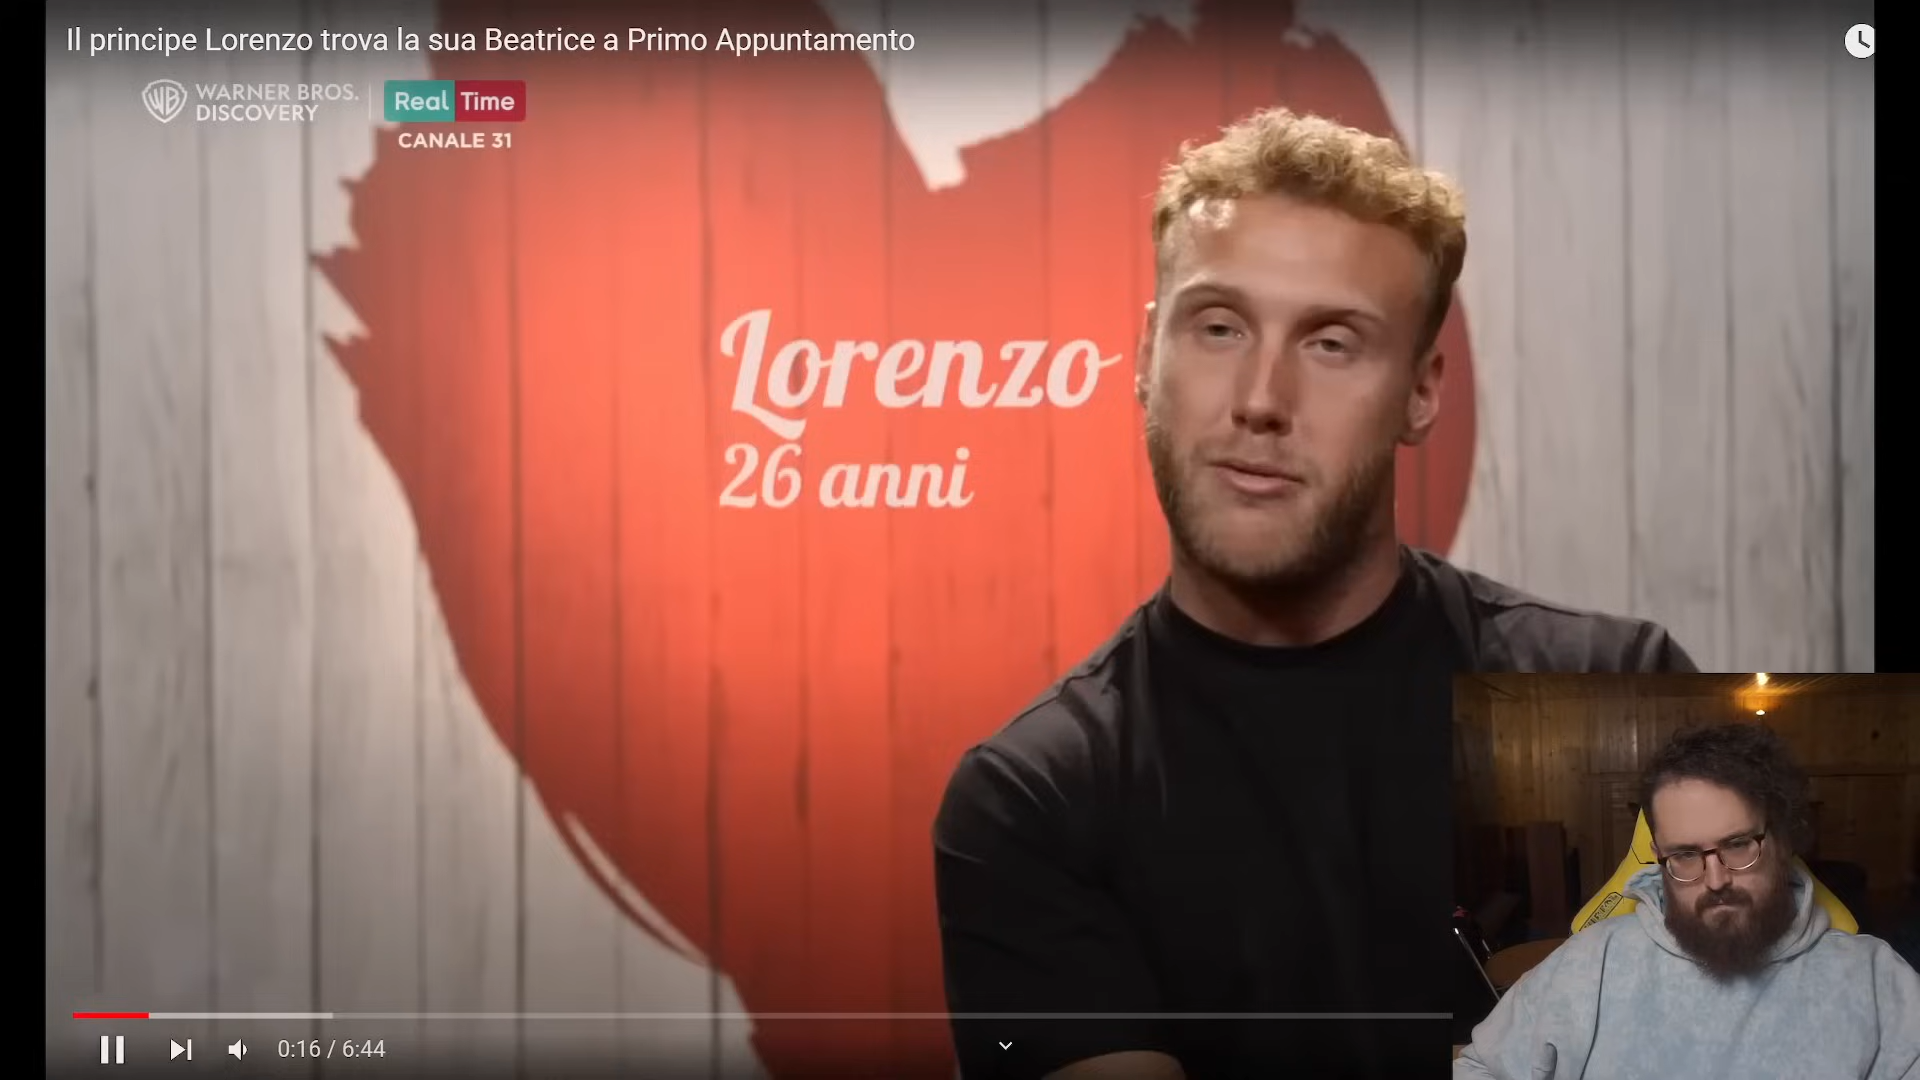 Il principe Lorenzo trova la sua Beatrice a Primo Appuntamento
WARNER BROS.
DISCOVERY
Real Time
CANALE 31
Lorenzo
26 anni
0:16 / 6:44